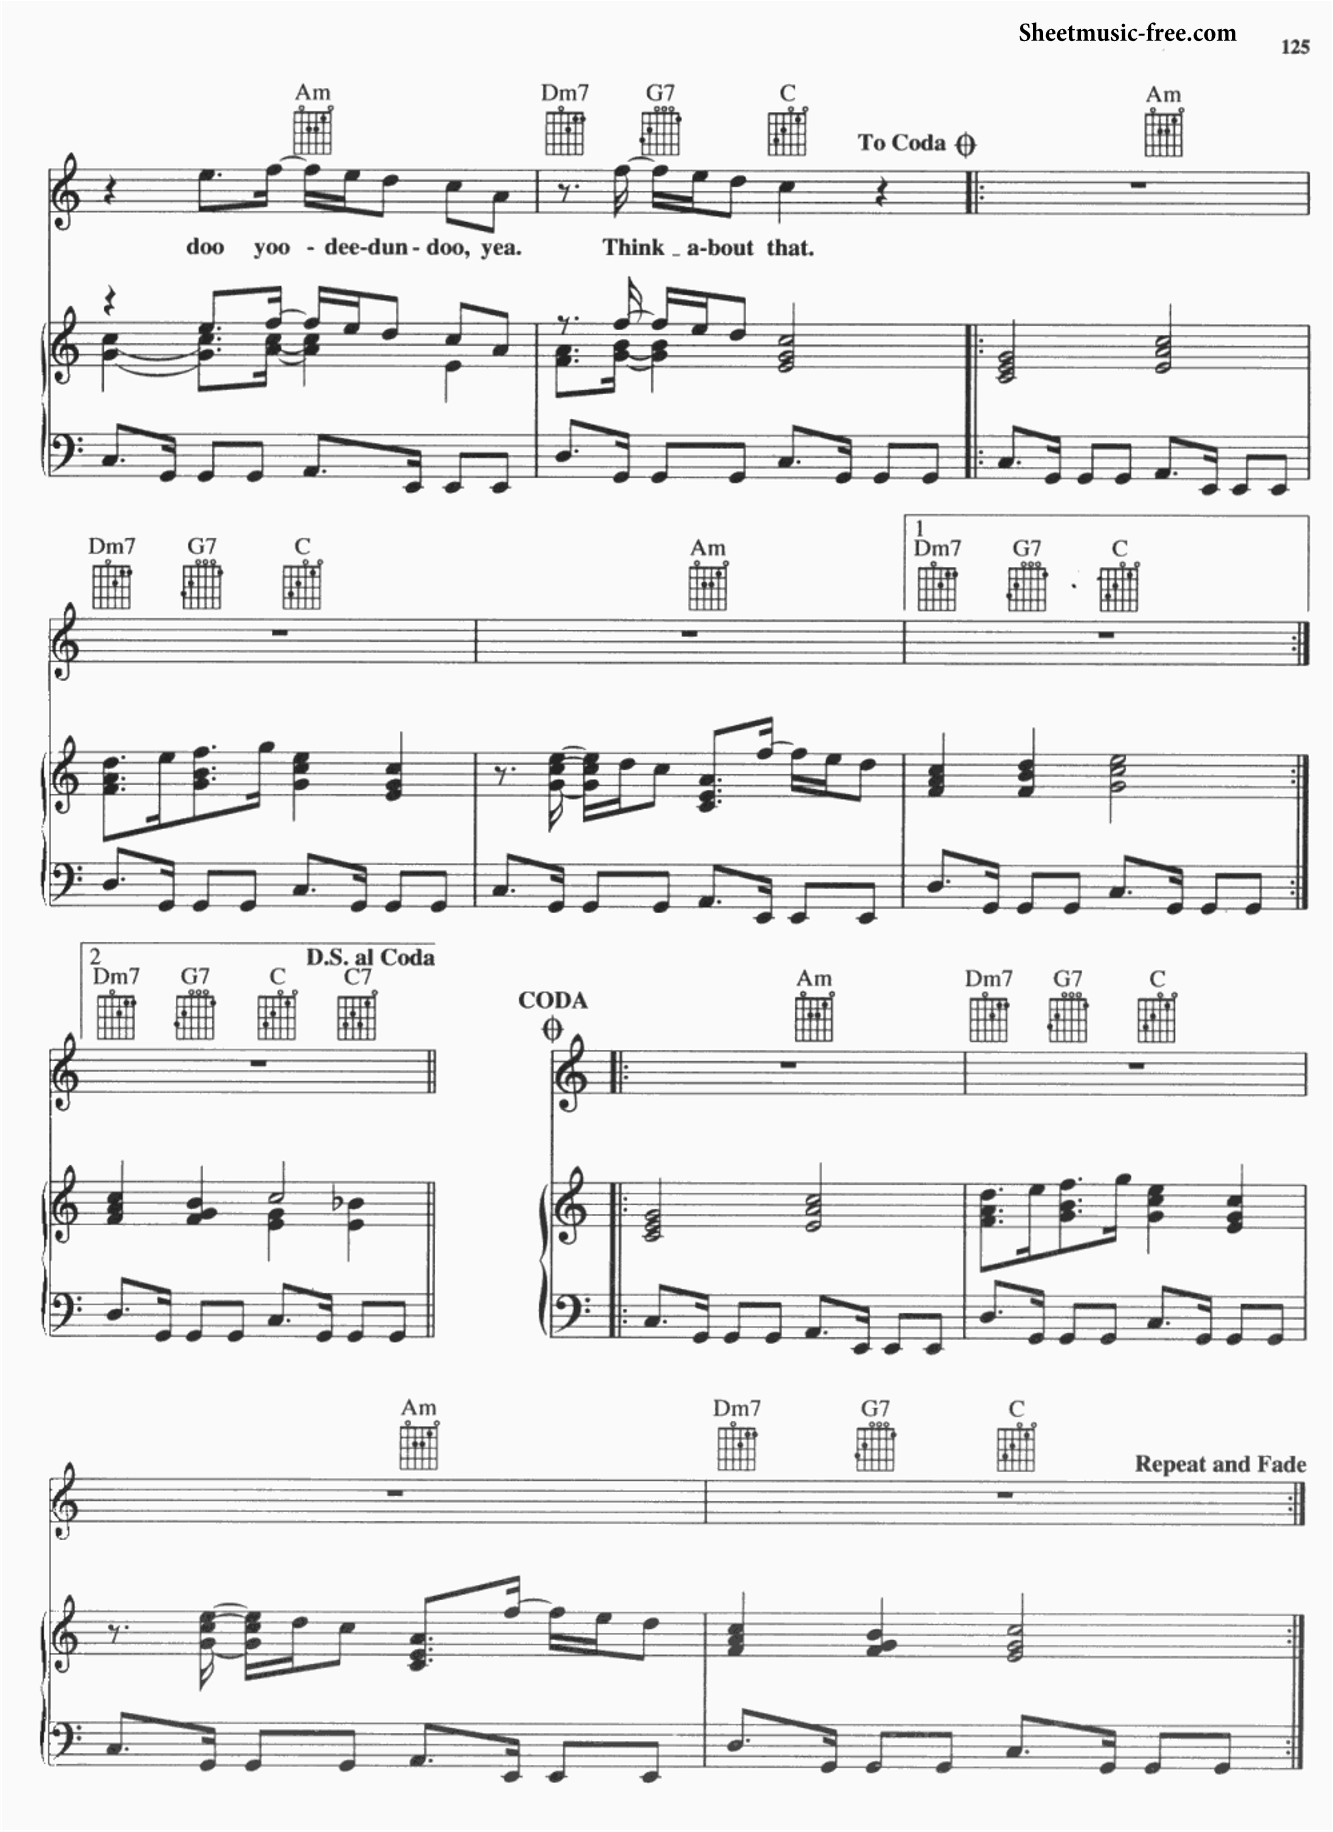 Sheetmusic-free.com
125
Am Dm7 G7 C To Coda Am
doo yoo - dee-dun-doo, yea. Think a-bout that.
1
Dm7 G7 C Am Dm7 G7 C
2 D.S. al Coda
Dm7 G7 C C7
CODA
Am Dm7 G7 C
Am Dm7 G7 C
Repeat and Fade